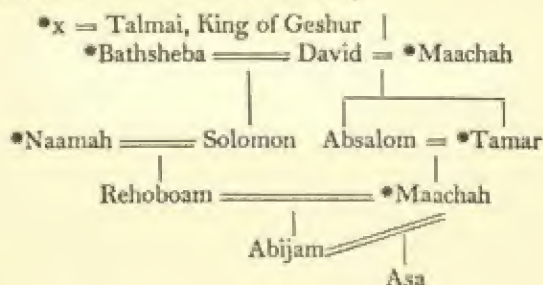 *x = Talmai, King of Geshur
*Bathsheba = David = *Maachah
*Naamah = Solomon Absalom = *Tamar
Rehoboam = *Maachah
Abijam
Asa